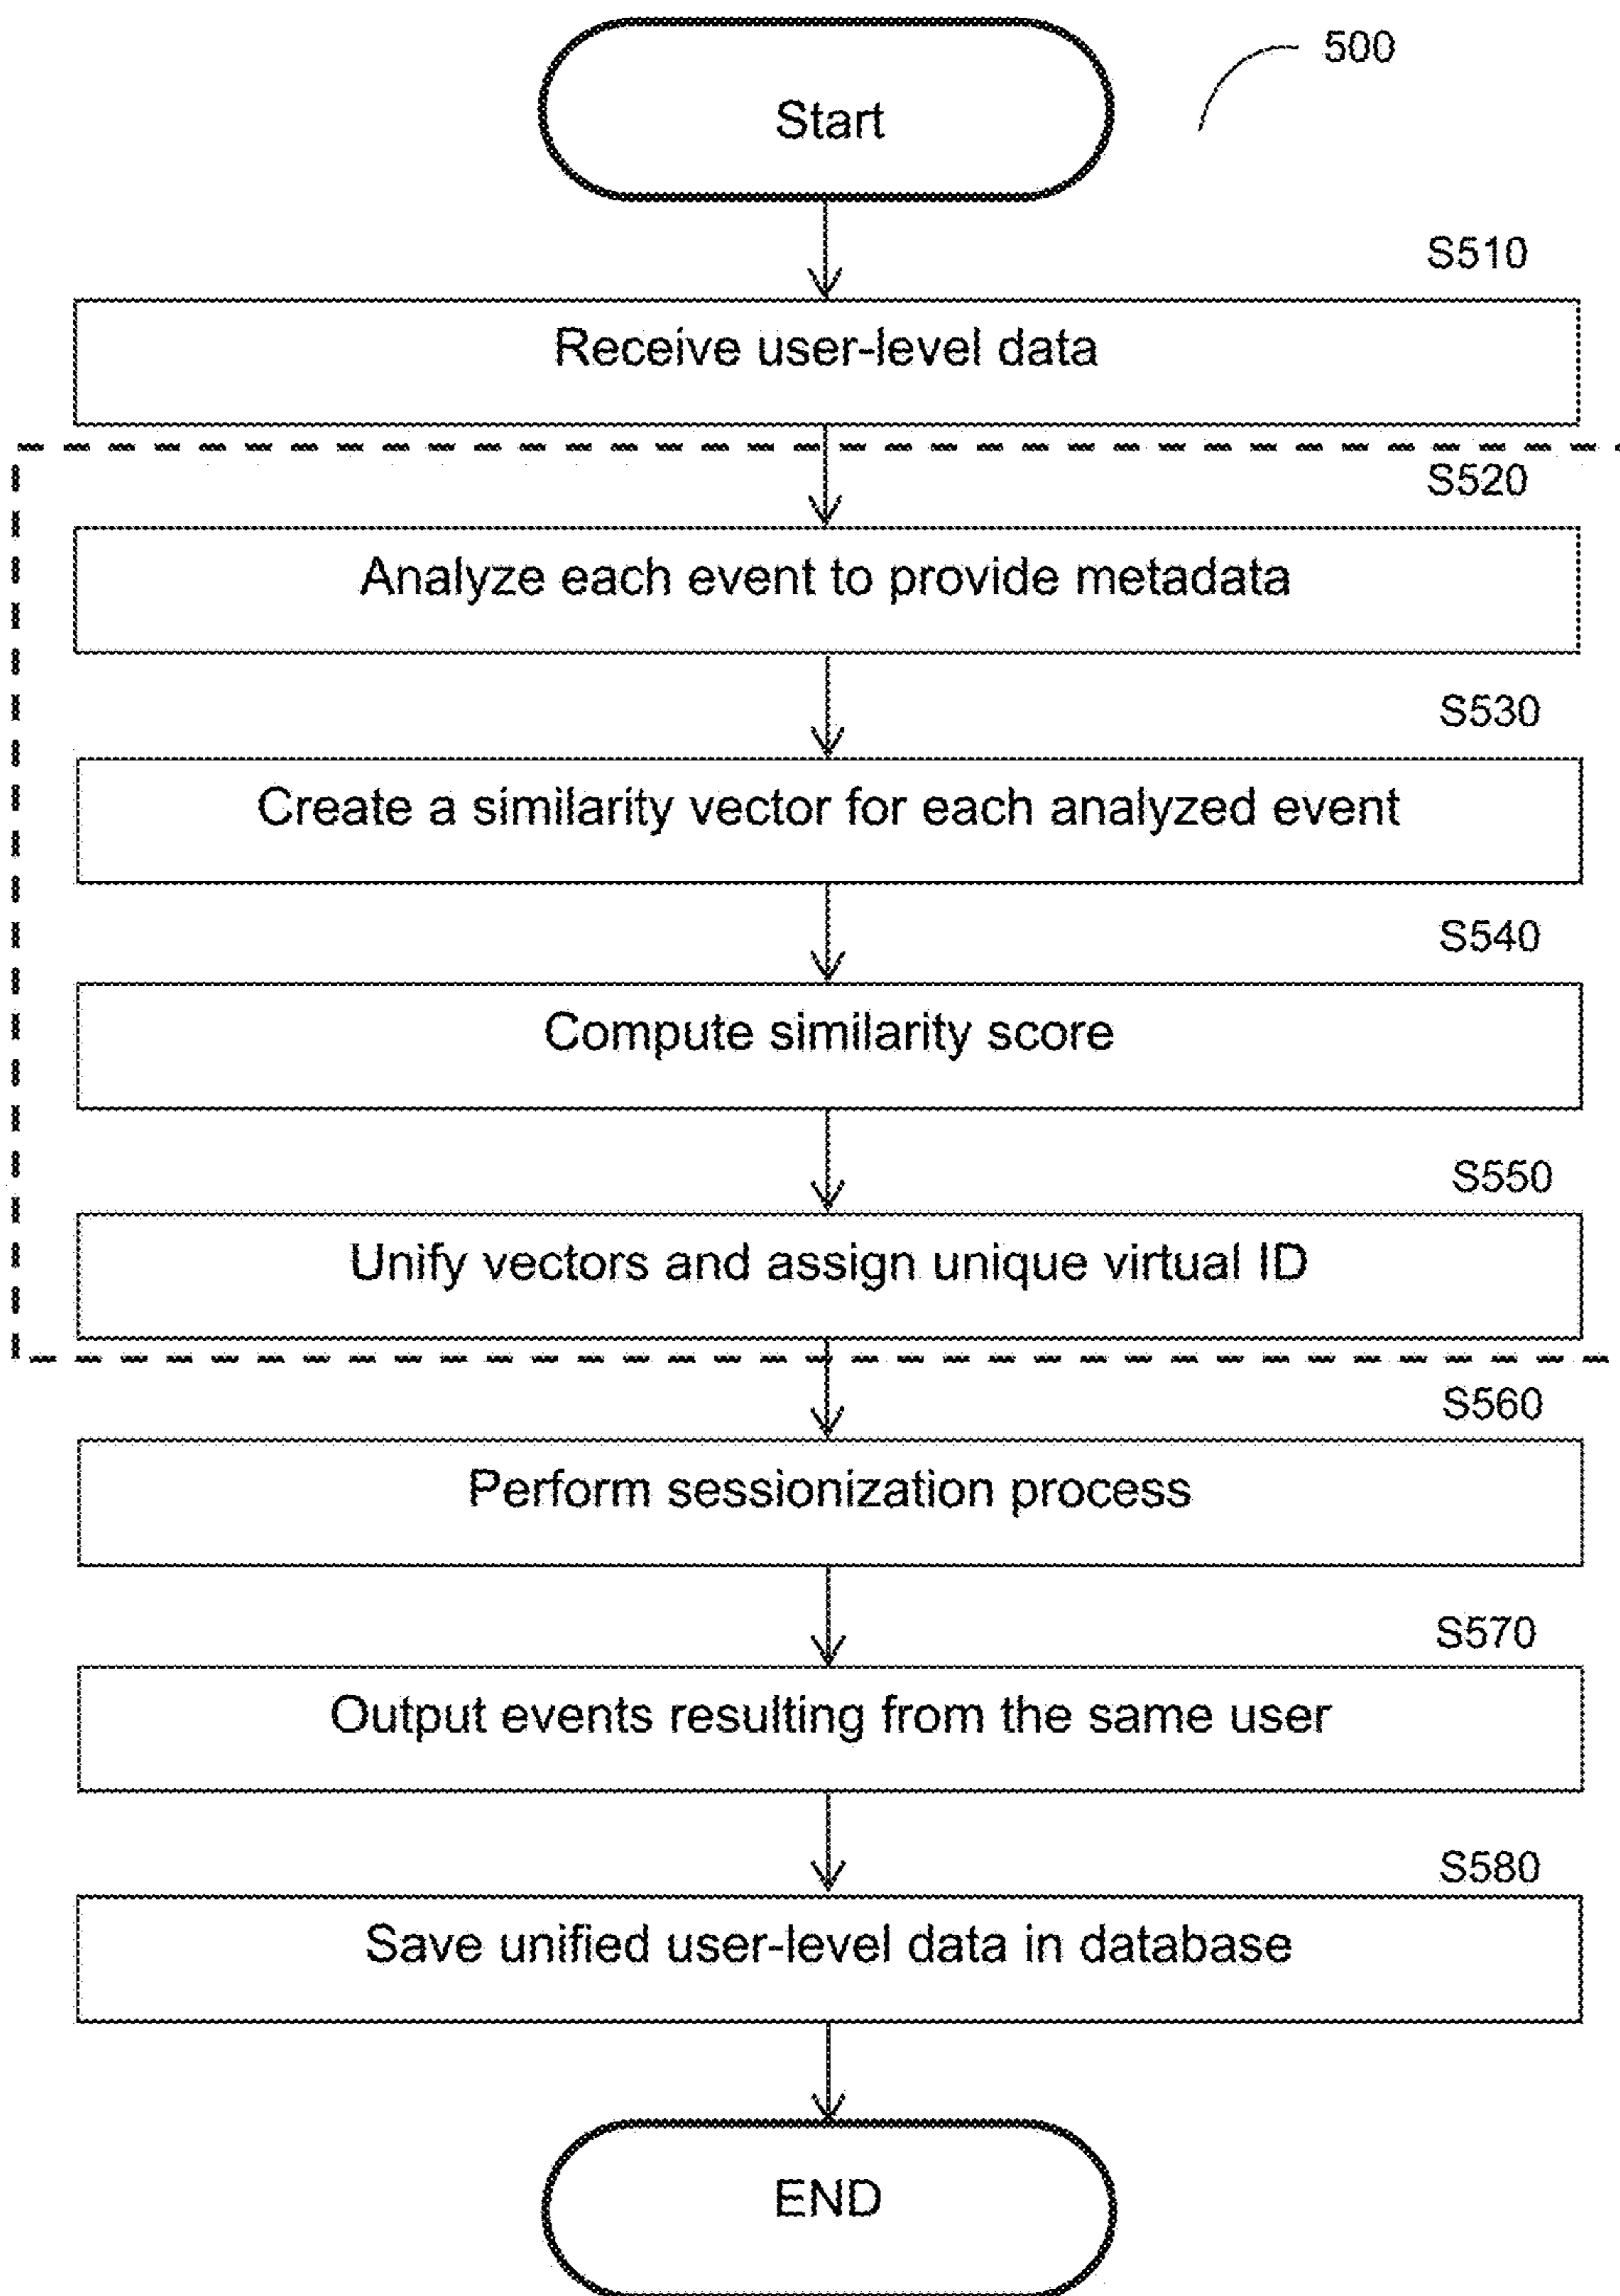 500
Start
S510
Receive user-level data
S520
Analyze each event to provide metadata
S530
Create a similarity vector for each analyzed event
S540
Compute similarity score
S550
Unify vectors and assign unique virtual ID
S560
Perform sessionization process
S570
Output events resulting from the same user
S580
Save unified user-level data in database
END